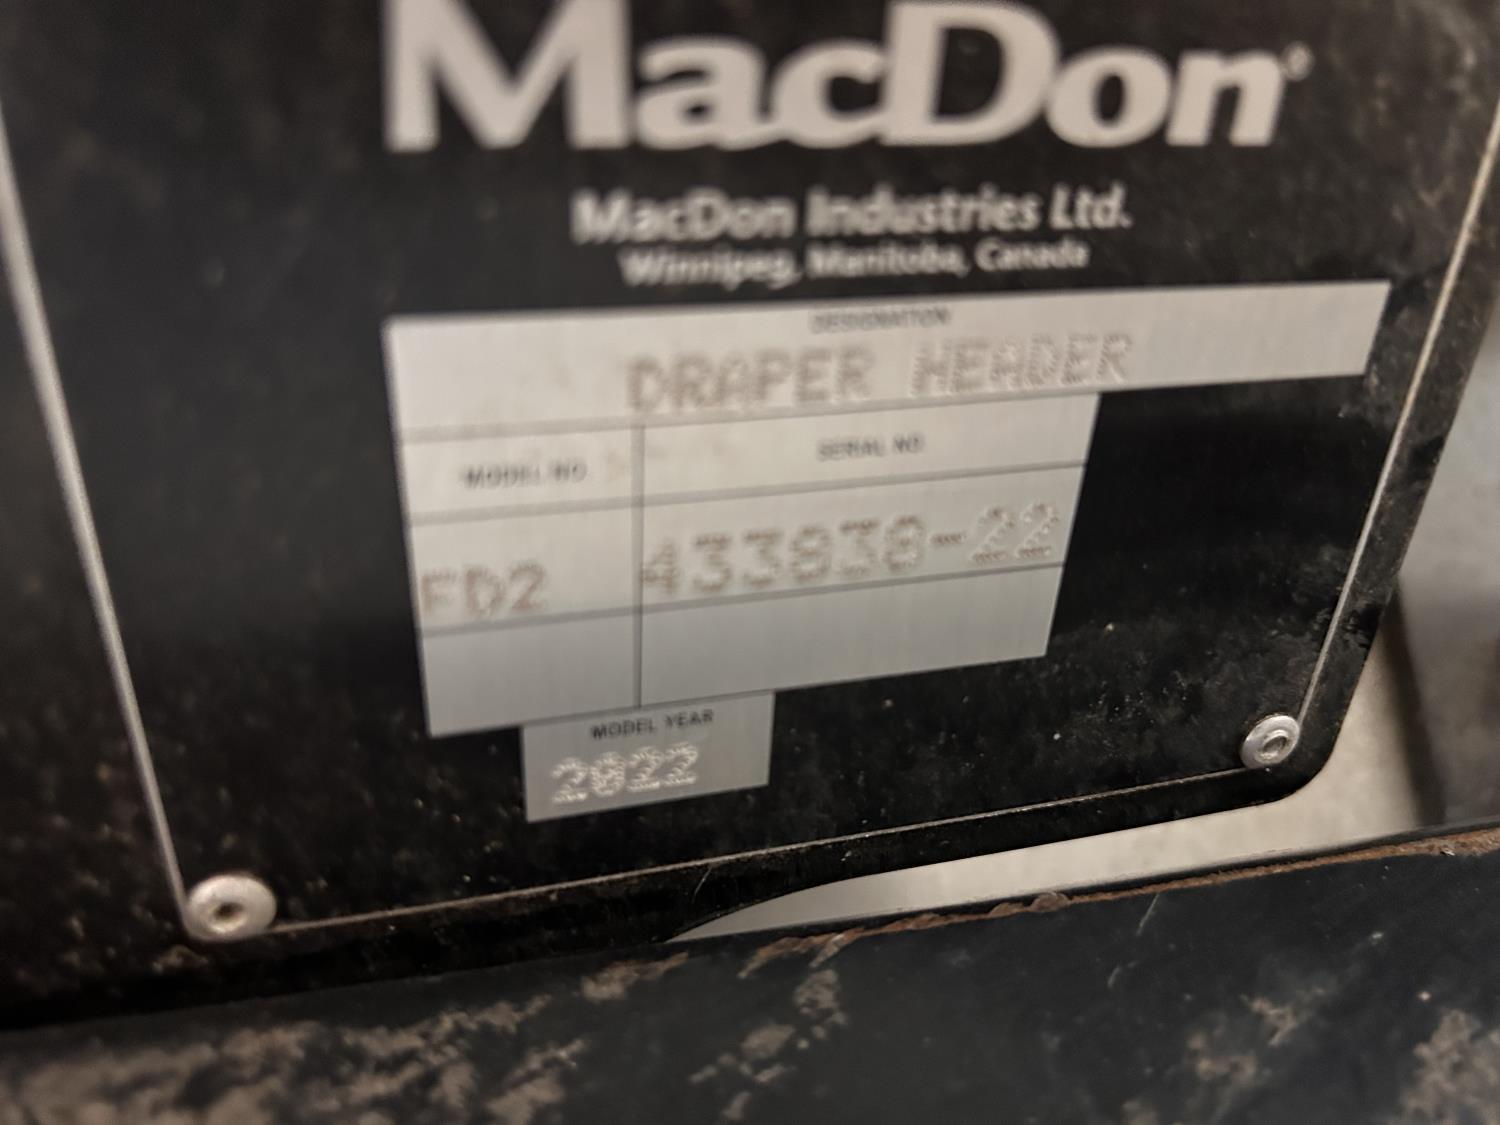 MacDon®
MacDon Industries Ltd.
Winnipeg, Manitoba, Canada
DESIGNATION
DRAPER HEADER
MODEL NO. SERIAL NO.
FD2 433830-22
MODEL YEAR
2022